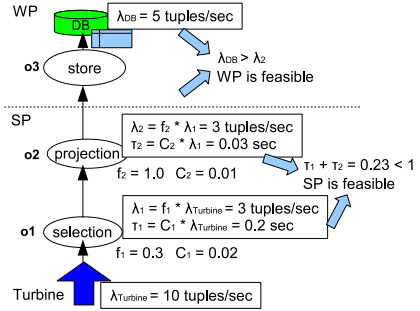 WP
DB
λDB = 5 tuples/sec
o3
store
λDB > λ2
WP is feasible
SP
λ2 = f2 * λ1 = 3 tuples/sec
τ2 = C2 * λ1 = 0.03 sec
o2
projection
f2 = 1.0 C2 = 0.01
τ1 + τ2 = 0.23 < 1
SP is feasible
λ1 = f1 * λTurbine = 3 tuples/sec
τ1 = C1 * λTurbine = 0.2 sec
o1
selection
f1 = 0.3 C1 = 0.02
Turbine
λTurbine = 10 tuples/sec